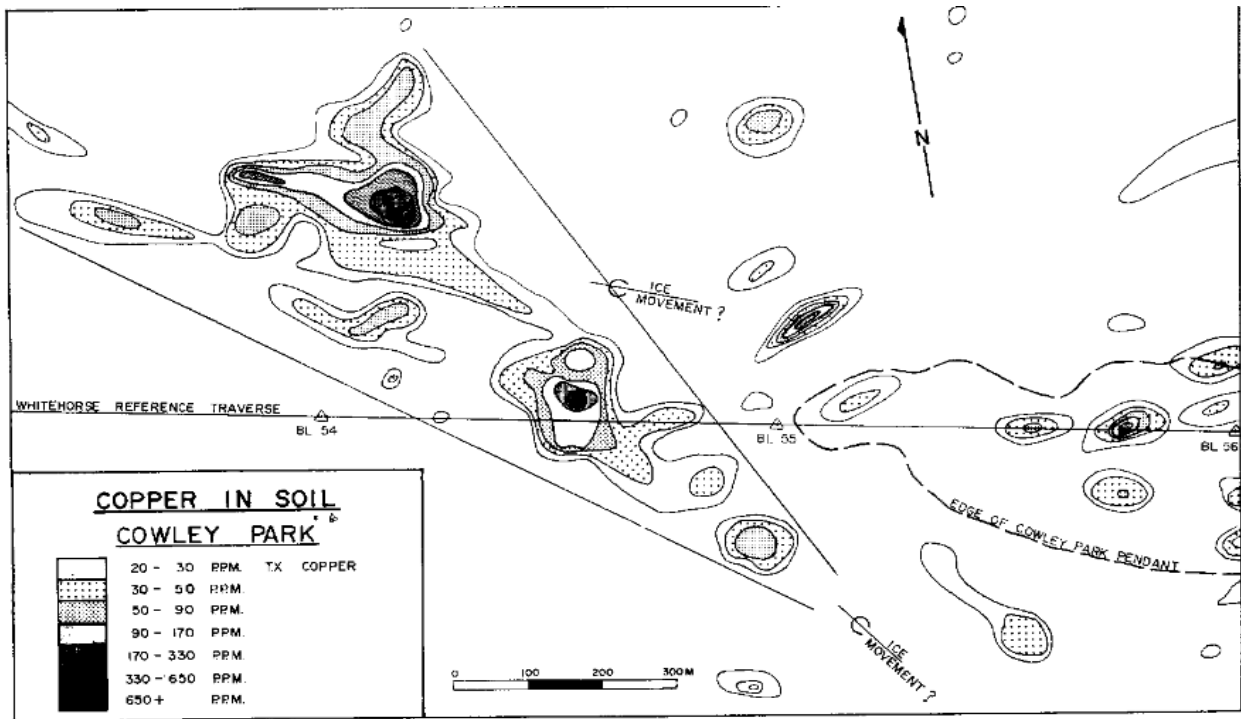 N
ICE
MOVEMENT ?
WHITEHORSE REFERENCE TRAVERSE
BL 54
BL 55
BL 56
EDGE OF COWLEY PARK PENDANT
COPPER IN SOIL
COWLEY PARK
20 - 30 PPM. TX COPPER
30 - 50 PPM.
50 - 90 PPM.
90 - 170 PPM.
170 - 330 PPM.
330 - 650 PPM.
650 + PPM.
0 100 200 300 M
ICE
MOVEMENT ?